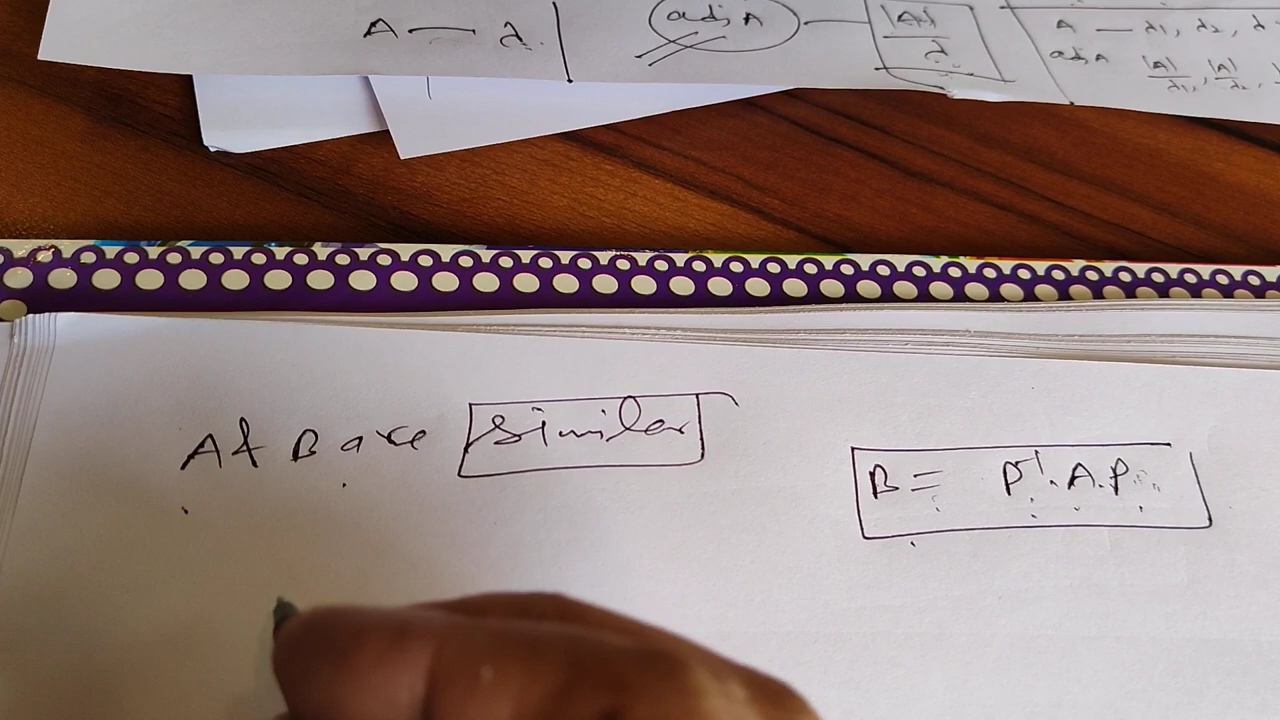 A — λ.
adj A — |A|/λ
A — λ1, λ2, λ
adj A |A|/λ1, |A|/λ2,
A & B are similar
B = P⁻¹.A.P.